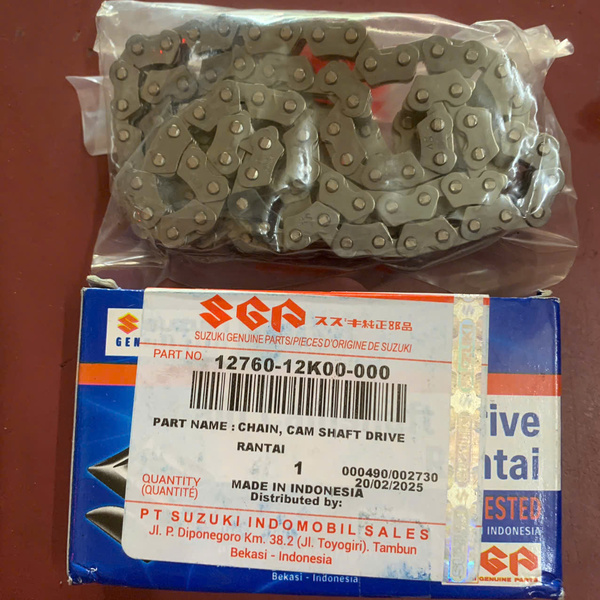 SGP スズキ純正部品
SUZUKI GENUINE PARTS/PIECES D'ORIGINE DE SUZUKI
PART NO. 12760-12K00-000
PART NAME : CHAIN, CAM SHAFT DRIVE
RANTAI
QUANTITY 1 000490/002730
(QUANTITÉ) MADE IN INDONESIA 20/02/2025
Distributed by:
PT SUZUKI INDOMOBIL SALES
Jl. P. Diponegoro Km. 38.2 (Jl. Toyogiri). Tambun
Bekasi - Indonesia
GEN
rive
ntai
ESTED
INDONESIA
SGP
GENUINE PARTS
Bekasi - Indonesia